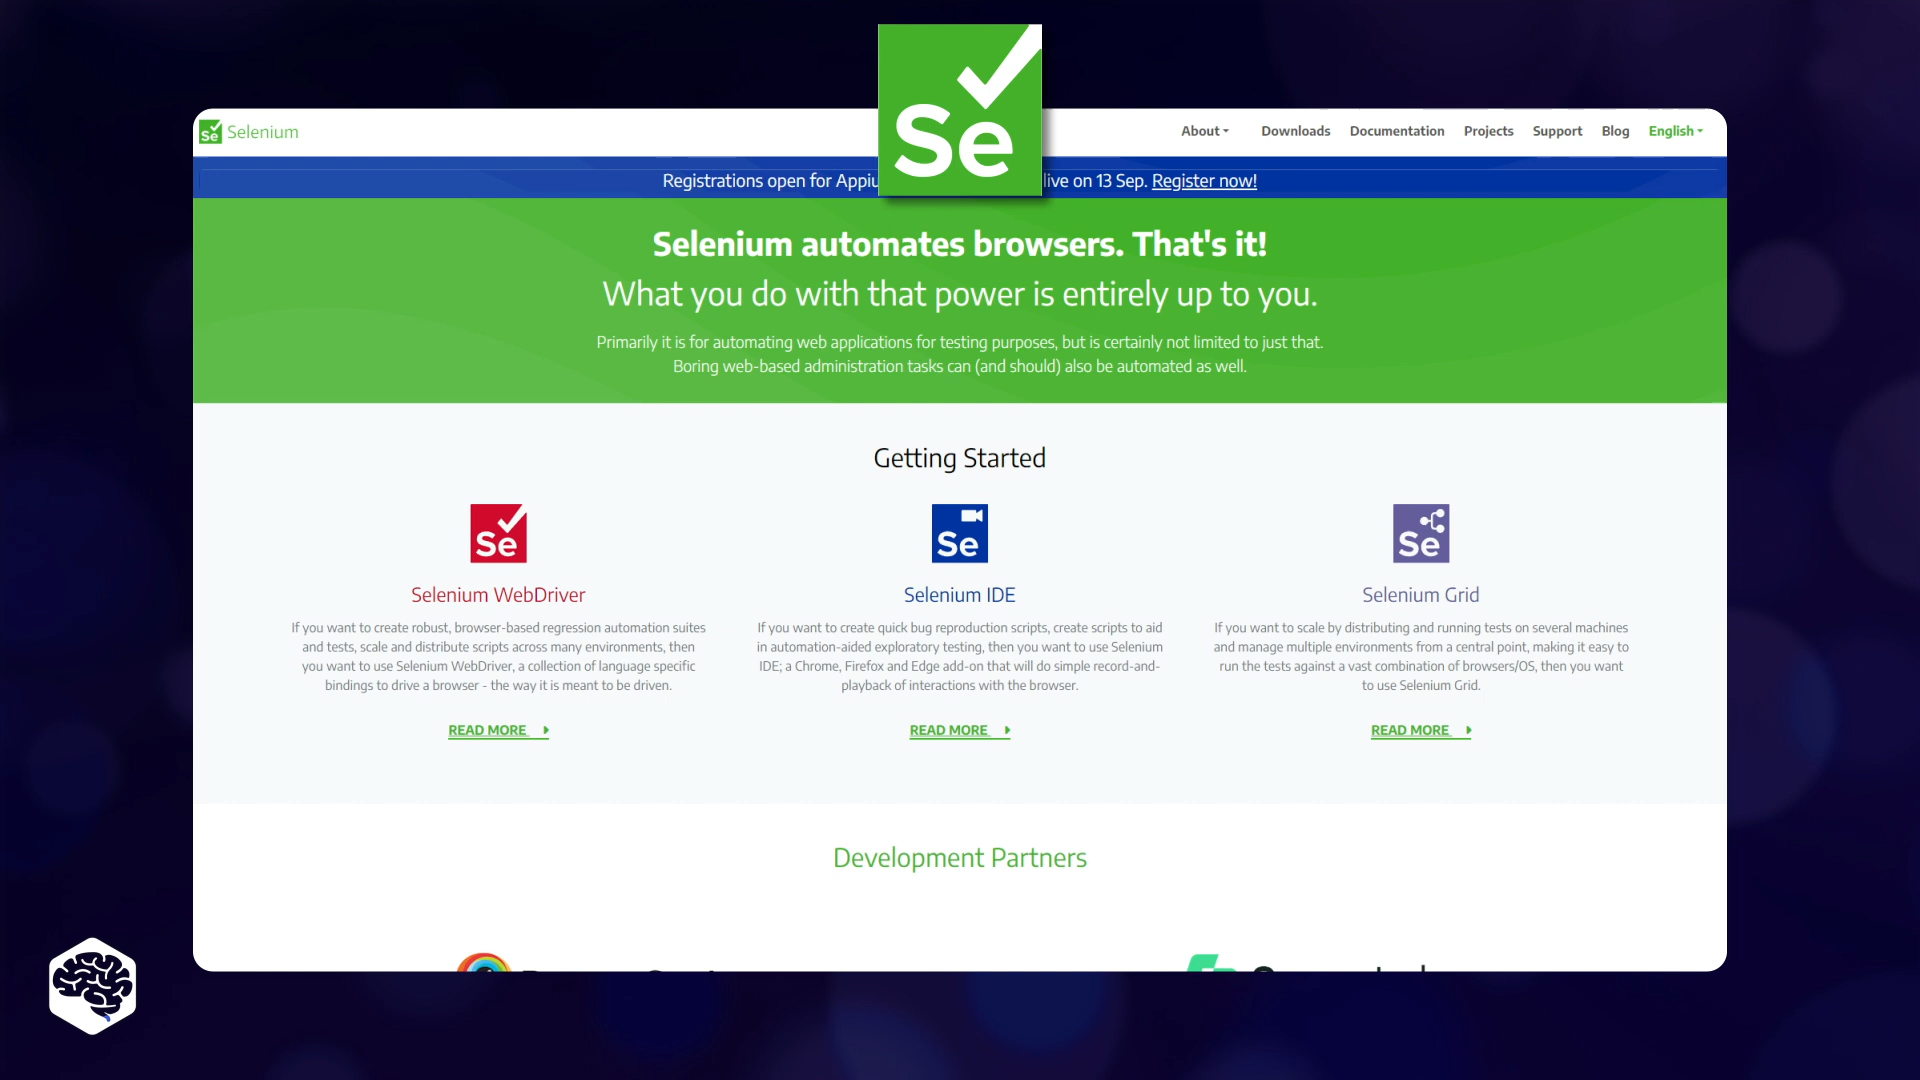 Se
Se Selenium
About
Downloads
Documentation
Projects
Support
Blog
English
Registrations open for Appiu
live on 13 Sep. Register now!
Selenium automates browsers. That's it!
What you do with that power is entirely up to you.
Primarily it is for automating web applications for testing purposes, but is certainly not limited to just that.
Boring web-based administration tasks can (and should) also be automated as well.
Getting Started
Se
Selenium WebDriver
If you want to create robust, browser-based regression automation suites
and tests, scale and distribute scripts across many environments, then
you want to use Selenium WebDriver, a collection of language specific
bindings to drive a browser - the way it is meant to be driven.
READ MORE
Se
Selenium IDE
If you want to create quick bug reproduction scripts, create scripts to aid
in automation-aided exploratory testing, then you want to use Selenium
IDE; a Chrome, Firefox and Edge add-on that will do simple record-and-
playback of interactions with the browser.
READ MORE
Se
Selenium Grid
If you want to scale by distributing and running tests on several machines
and manage multiple environments from a central point, making it easy to
run the tests against a vast combination of browsers/OS, then you want
to use Selenium Grid.
READ MORE
Development Partners